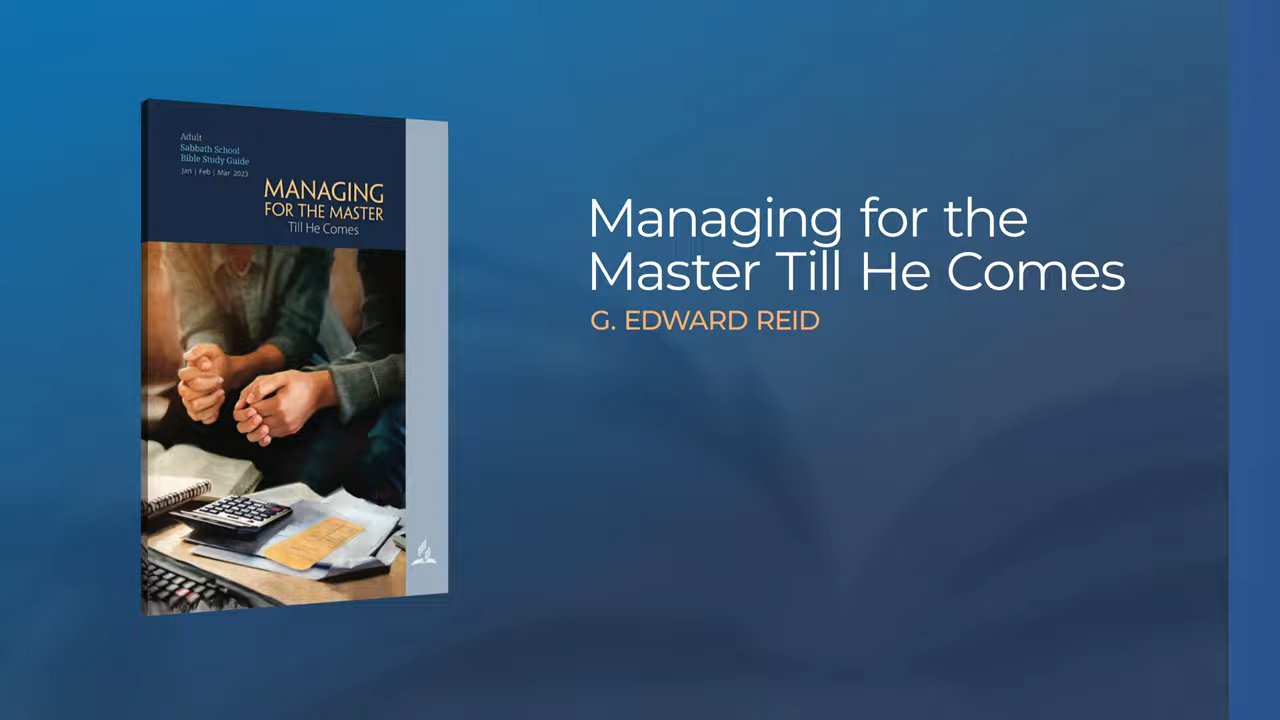 Adult
Sabbath School
Bible Study Guide
Jan | Feb | Mar 2023
MANAGING
FOR THE MASTER
Till He Comes
Managing for the
Master Till He Comes
G. EDWARD REID